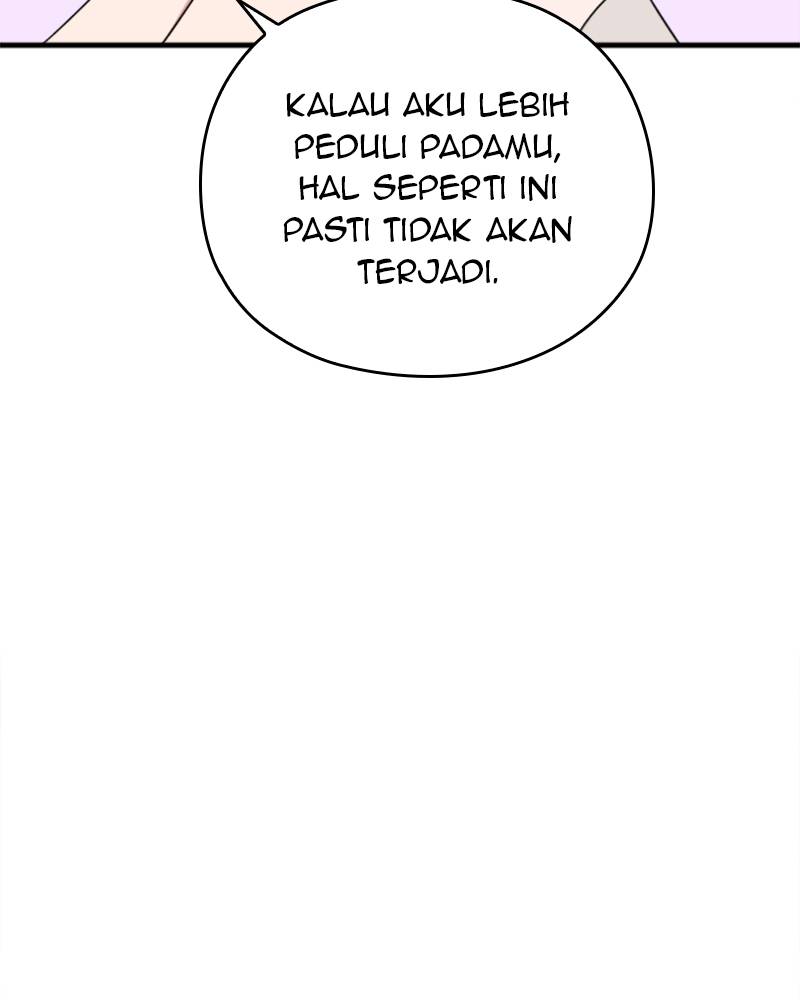 KALAU AKU LEBIH
PEDULI PADAMU,
HAL SEPERTI INI
PASTI TIDAK AKAN
TERJADI.